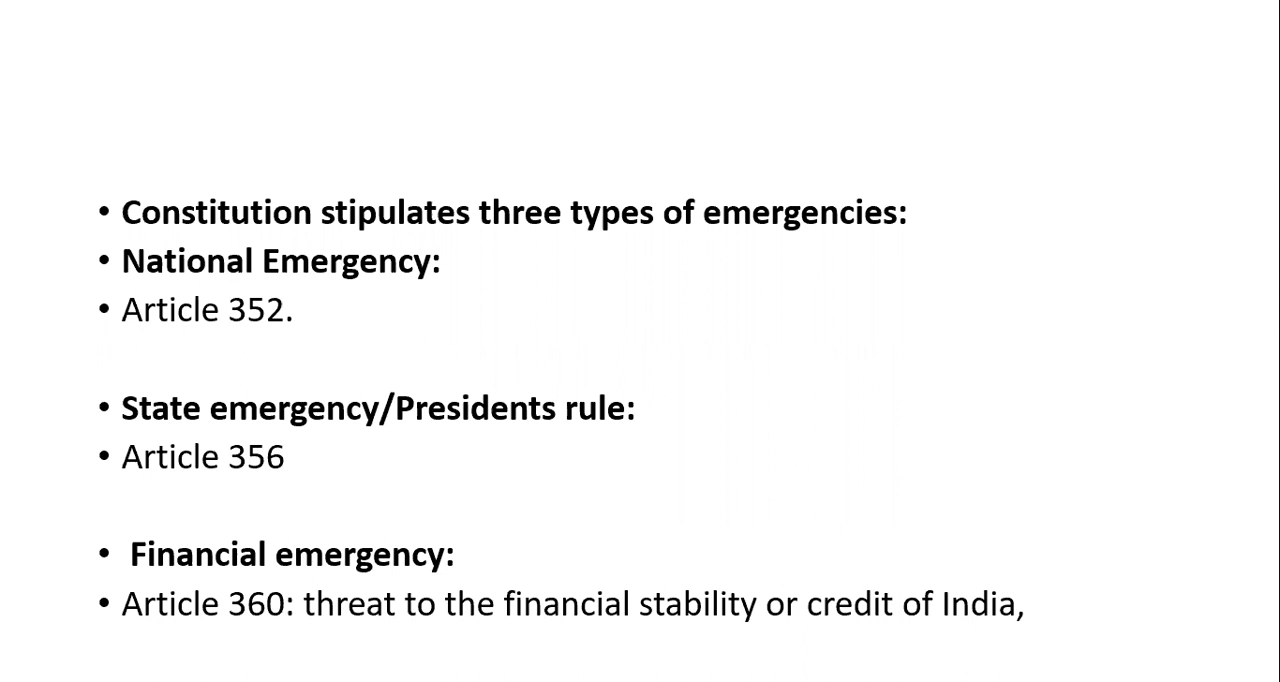 • Constitution stipulates three types of emergencies:
• National Emergency:
• Article 352.
• State emergency/Presidents rule:
• Article 356
• Financial emergency:
• Article 360: threat to the financial stability or credit of India,